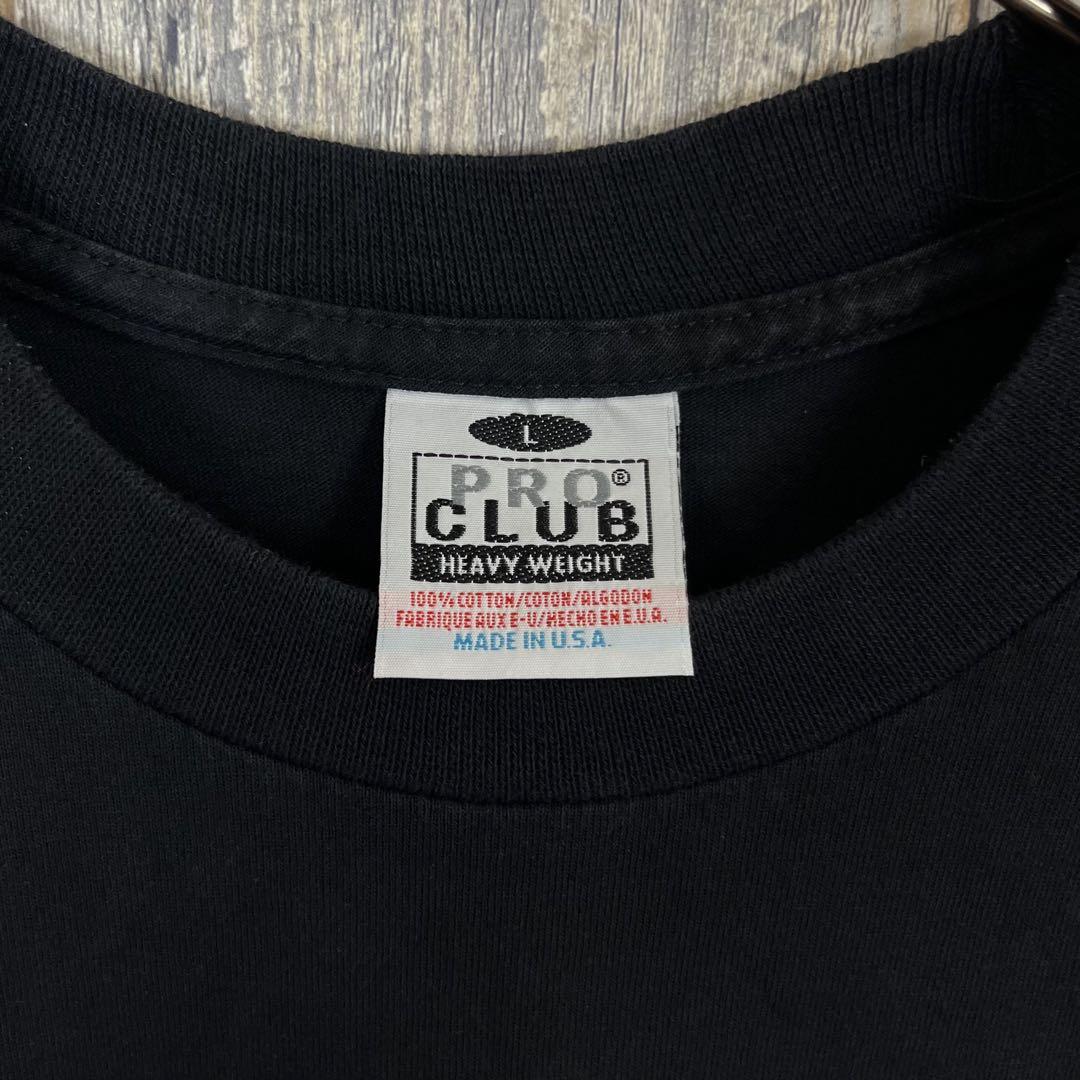 L
PRO®
CLUB
HEAVY WEIGHT
100% COTTON/COTON/ALGODON
FABRIQUE AUX E-U/HECHO EN E.U.A.
MADE IN U.S.A.